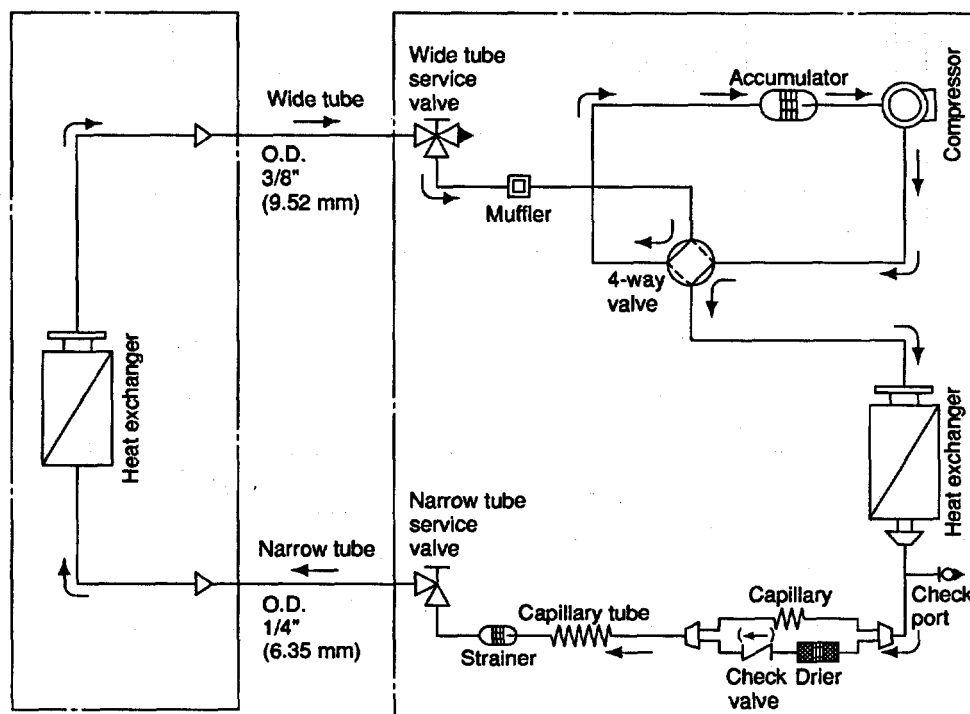 Wide tube
service
valve
Accumulator
Compressor
Wide tube
O.D.
3/8"
(9.52 mm)
Muffler
4-way
valve
Heat exchanger
Heat exchanger
Narrow tube
service
valve
Narrow tube
O.D.
1/4"
(6.35 mm)
Capillary tube
Strainer
Capillary
Check
port
Check
valve
Drier